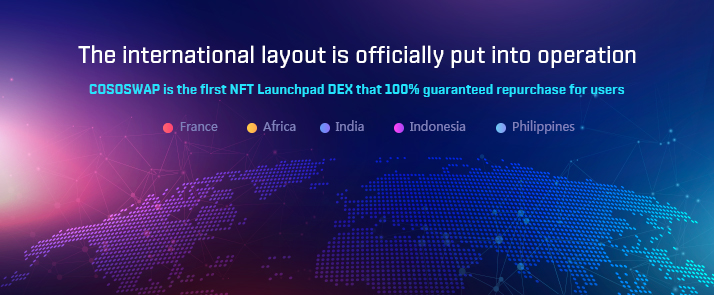 The international layout is officially put into operation
COSOSWAP is the first NFT Launchpad DEX that 100% guaranteed repurchase for users
France Africa India Indonesia Philippines